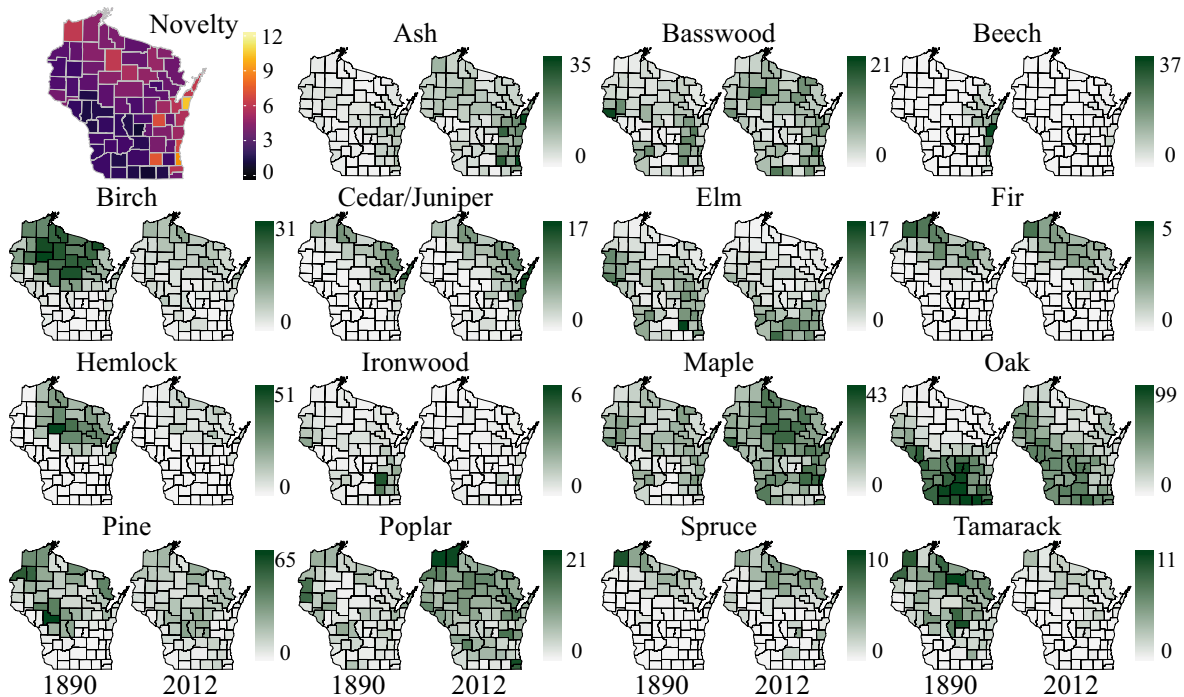 Novelty
12
9
6
3
0
Ash
35
0
Basswood
21
0
Beech
37
0
Birch
31
0
Cedar/Juniper
17
0
Elm
17
0
Fir
5
0
Hemlock
51
0
Ironwood
6
0
Maple
43
0
Oak
99
0
Pine
65
0
Poplar
21
0
Spruce
10
0
Tamarack
11
0
1890 2012 1890 2012 1890 2012 1890 2012